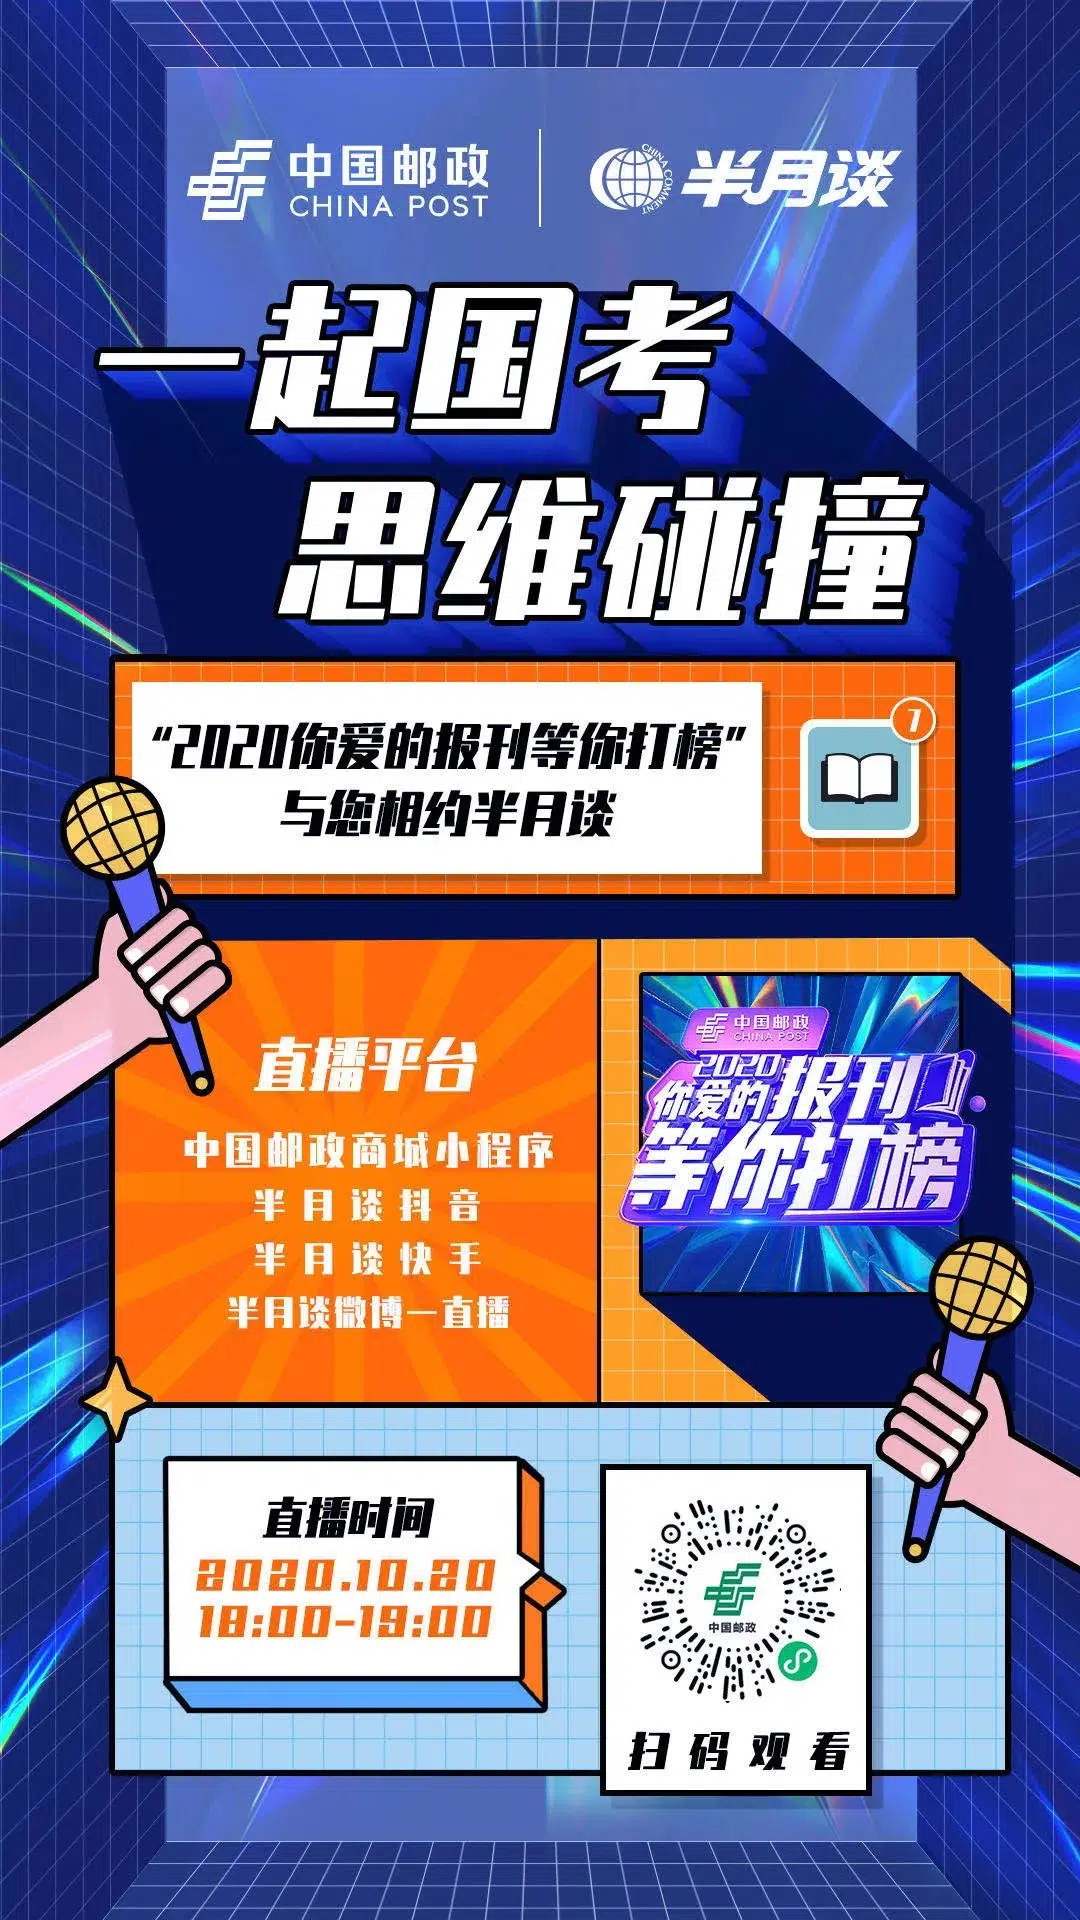 中国邮政
CHINA POST
CHINA COMMENT
半月谈
一起国考
思维碰撞
“2020你爱的报刊等你打榜”
与您相约半月谈
1
直播平台
中国邮政商城小程序
半月谈抖音
半月谈快手
半月谈微博一直播
中国邮政
CHINA POST
2020
你爱的报刊
等你打榜
直播时间
2020.10.20
18:00-19:00
中国邮政
扫码观看